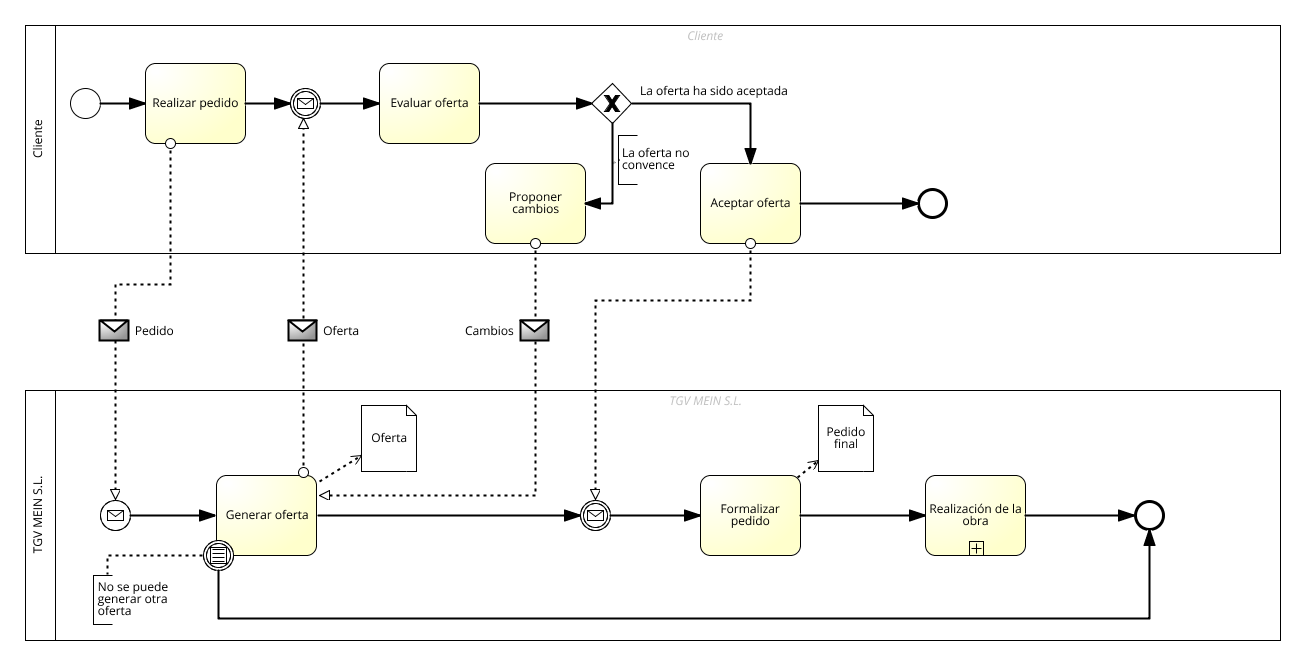 Cliente
Cliente
Realizar pedido
Evaluar oferta
La oferta ha sido aceptada
La oferta no
convence
Proponer
cambios
Aceptar oferta
Pedido
Oferta
Cambios
TGV MEIN S.L.
TGV MEIN S.L.
Oferta
Pedido
final
Generar oferta
Formalizar
pedido
Realización de la
obra
No se puede
generar otra
oferta